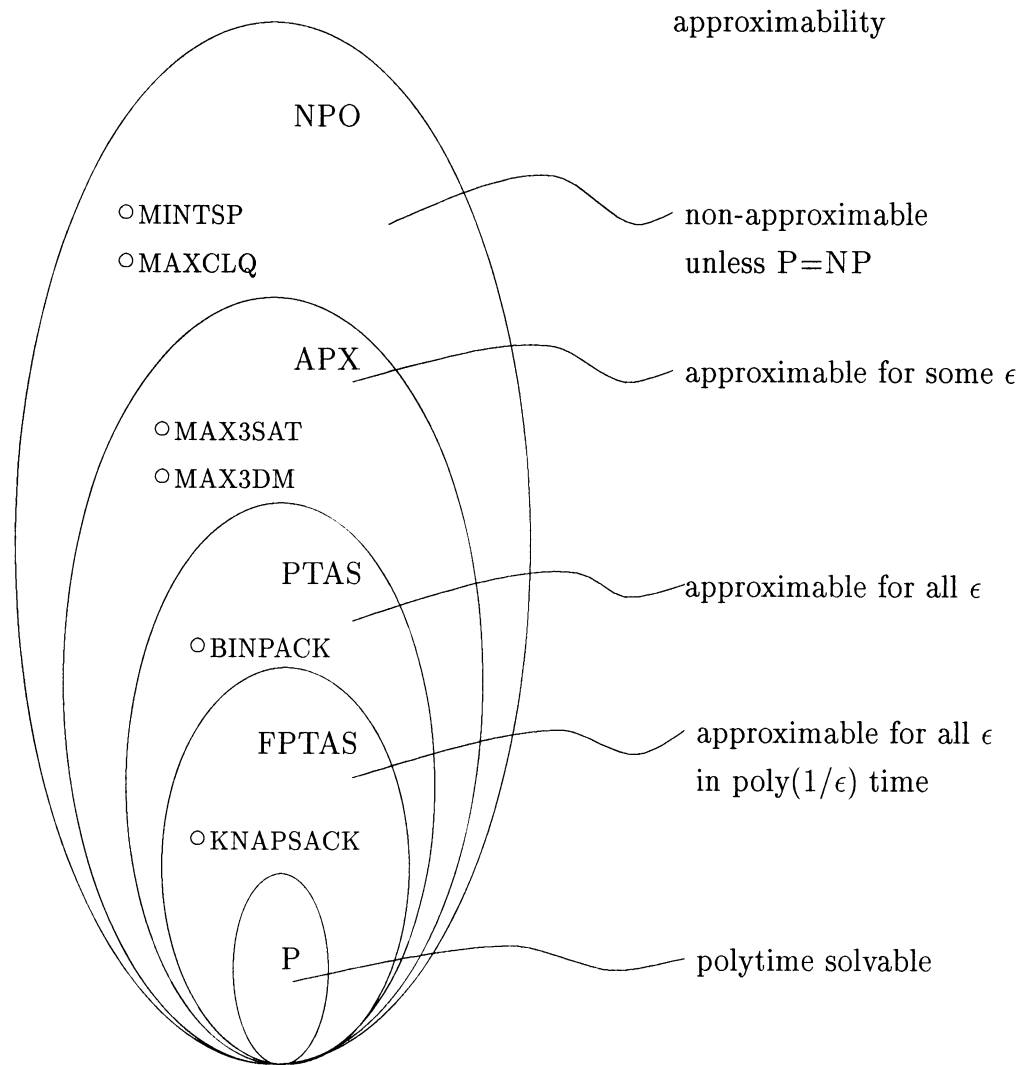 approximability
NPO
MINTSP
non-approximable
MAXCLQ
unless P=NP
APX
approximable for some ϵ
MAX3SAT
MAX3DM
PTAS
approximable for all ϵ
BINPACK
FPTAS
approximable for all ϵ
in poly(1/ϵ) time
KNAPSACK
P
polytime solvable